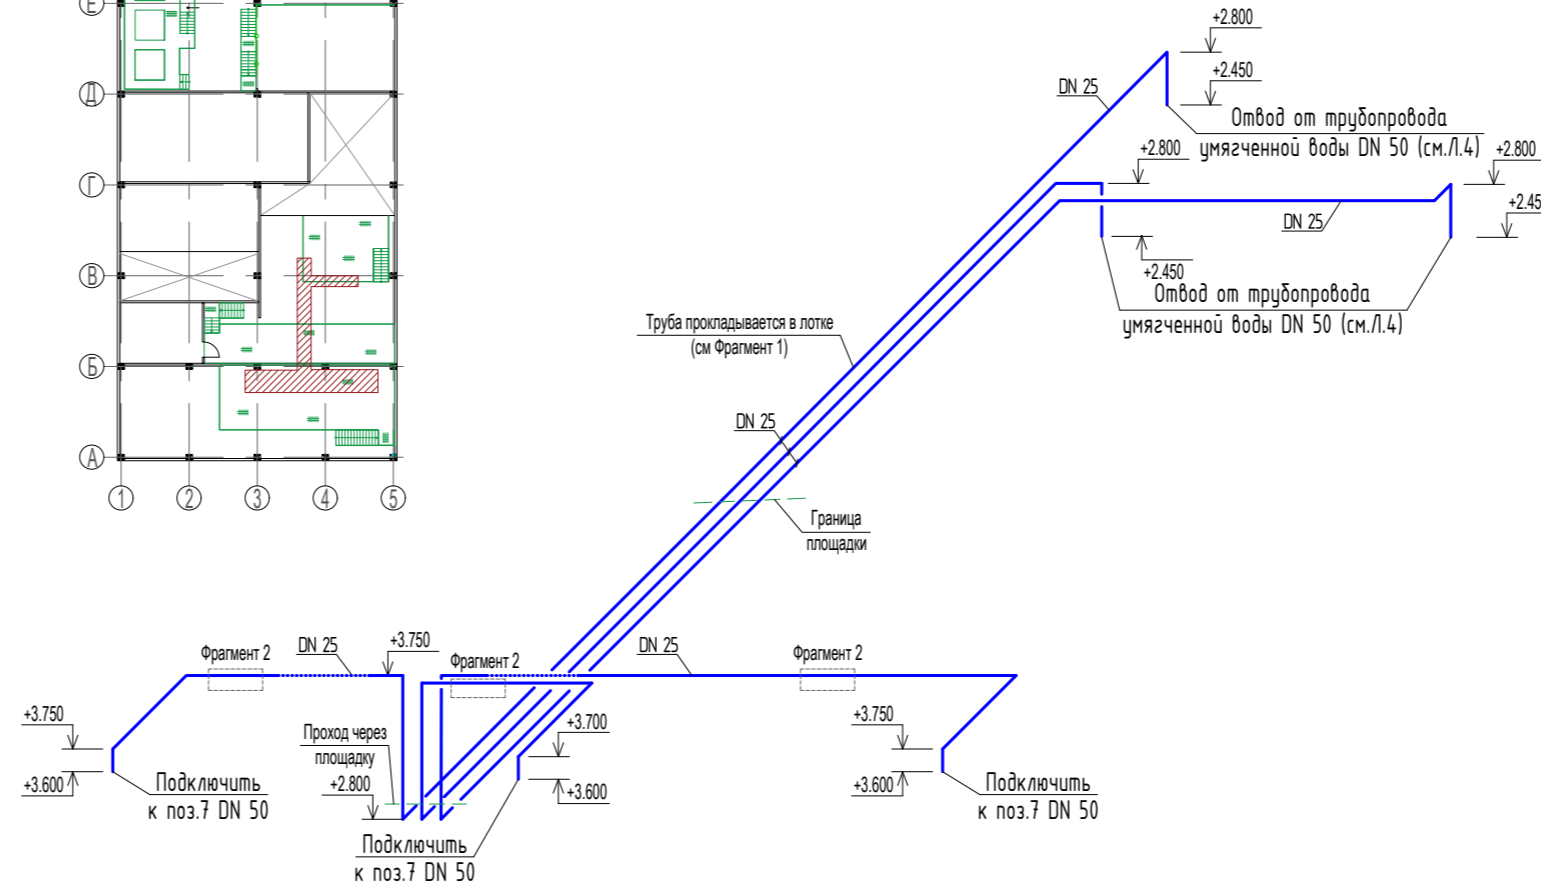 Е
Д
Г
В
Б
А
1
2
3
4
5
+2.800
+2.450
DN 25
Отвод от трубопровода
умягченной воды DN 50 (см.Л.4)
+2.800
+2.800
+2.45
DN 25
+2.450
Отвод от трубопровода
умягченной воды DN 50 (см.Л.4)
Труба прокладывается в лотке
(см Фрагмент 1)
DN 25
Граница
площадки
Фрагмент 2
DN 25
+3.750
Фрагмент 2
DN 25
Фрагмент 2
+3.750
+3.600
Подключить
к поз.7 DN 50
Проход через
площадку
+2.800
+3.700
+3.600
Подключить
к поз.7 DN 50
+3.750
+3.600
Подключить
к поз.7 DN 50